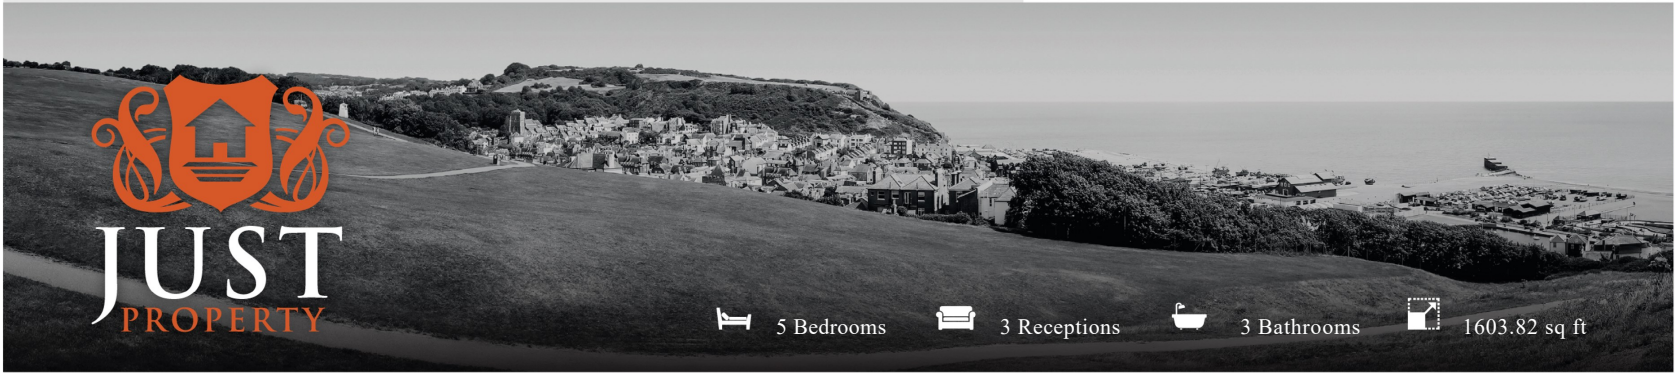 JUST
PROPERTY
5 Bedrooms
3 Receptions
3 Bathrooms
1603.82 sq ft